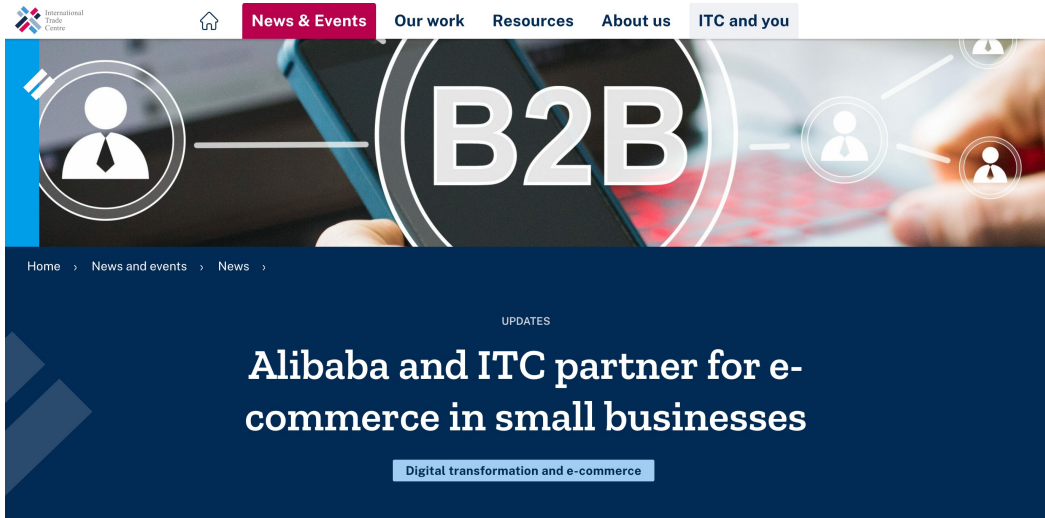 International
Trade
Centre
News & Events Our work Resources About us ITC and you
B2B
Home › News and events › News ›
UPDATES
Alibaba and ITC partner for e-
commerce in small businesses
Digital transformation and e-commerce